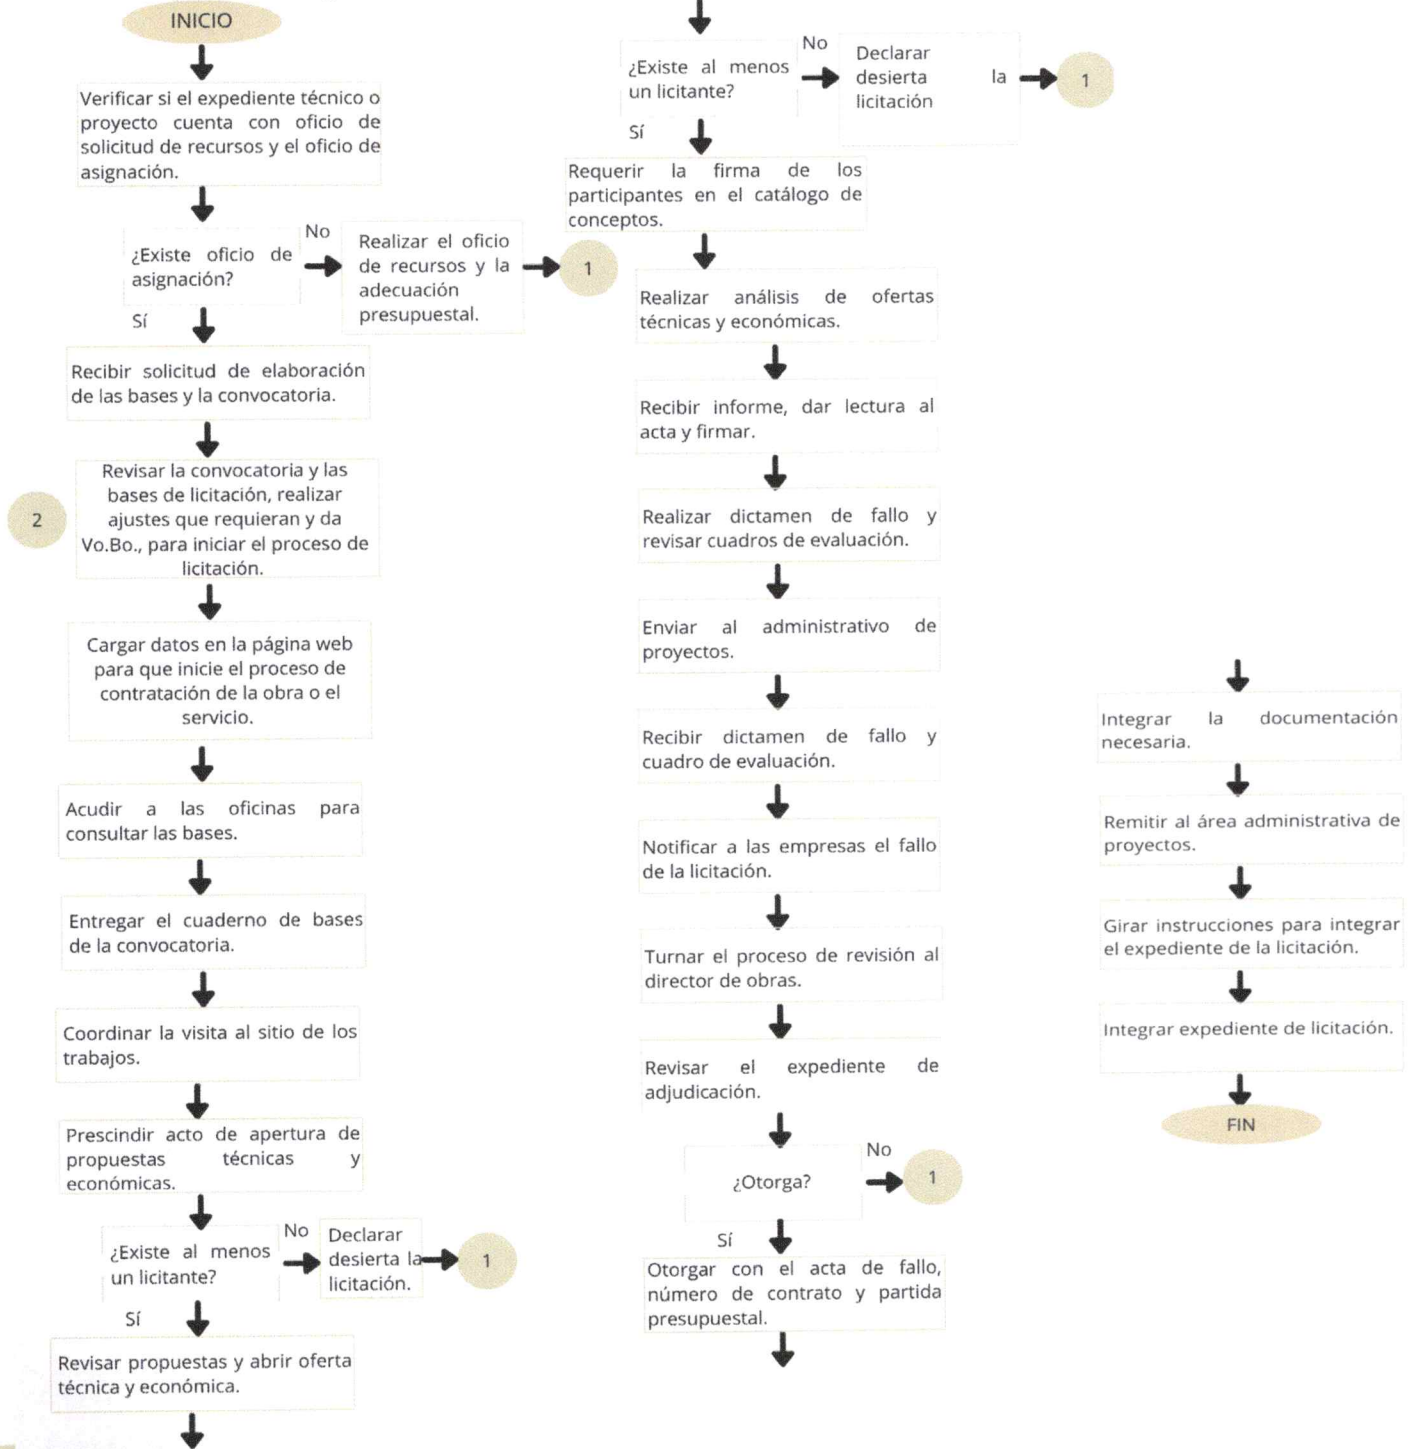 INICIO
Verificar si el expediente técnico o
proyecto cuenta con oficio de
solicitud de recursos y el oficio de
asignación.
¿Existe oficio de
asignación?
No
Realizar el oficio
de recursos y la
adecuación
presupuestal.
1
Sí
Recibir solicitud de elaboración
de las bases y la convocatoria.
2
Revisar la convocatoria y las
bases de licitación, realizar
ajustes que requieran y da
Vo.Bo., para iniciar el proceso de
licitación.
Cargar datos en la página web
para que inicie el proceso de
contratación de la obra o el
servicio.
Acudir a las oficinas para
consultar las bases.
Entregar el cuaderno de bases
de la convocatoria.
Coordinar la visita al sitio de los
trabajos.
Prescindir acto de apertura de
propuestas técnicas y
económicas.
¿Existe al menos
un licitante?
No
Declarar
desierta la
licitación.
1
Sí
Revisar propuestas y abrir oferta
técnica y económica.
¿Existe al menos
un licitante?
No
Declarar
desierta la
licitación
1
Sí
Requerir la firma de los
participantes en el catálogo de
conceptos.
Realizar análisis de ofertas
técnicas y económicas.
Recibir informe, dar lectura al
acta y firmar.
Realizar dictamen de fallo y
revisar cuadros de evaluación.
Enviar al administrativo de
proyectos.
Recibir dictamen de fallo y
cuadro de evaluación.
Notificar a las empresas el fallo
de la licitación.
Turnar el proceso de revisión al
director de obras.
Revisar el expediente de
adjudicación.
¿Otorga?
No
1
Sí
Otorgar con el acta de fallo,
número de contrato y partida
presupuestal.
Integrar la documentación
necesaria.
Remitir al área administrativa de
proyectos.
Girar instrucciones para integrar
el expediente de la licitación.
Integrar expediente de licitación.
FIN